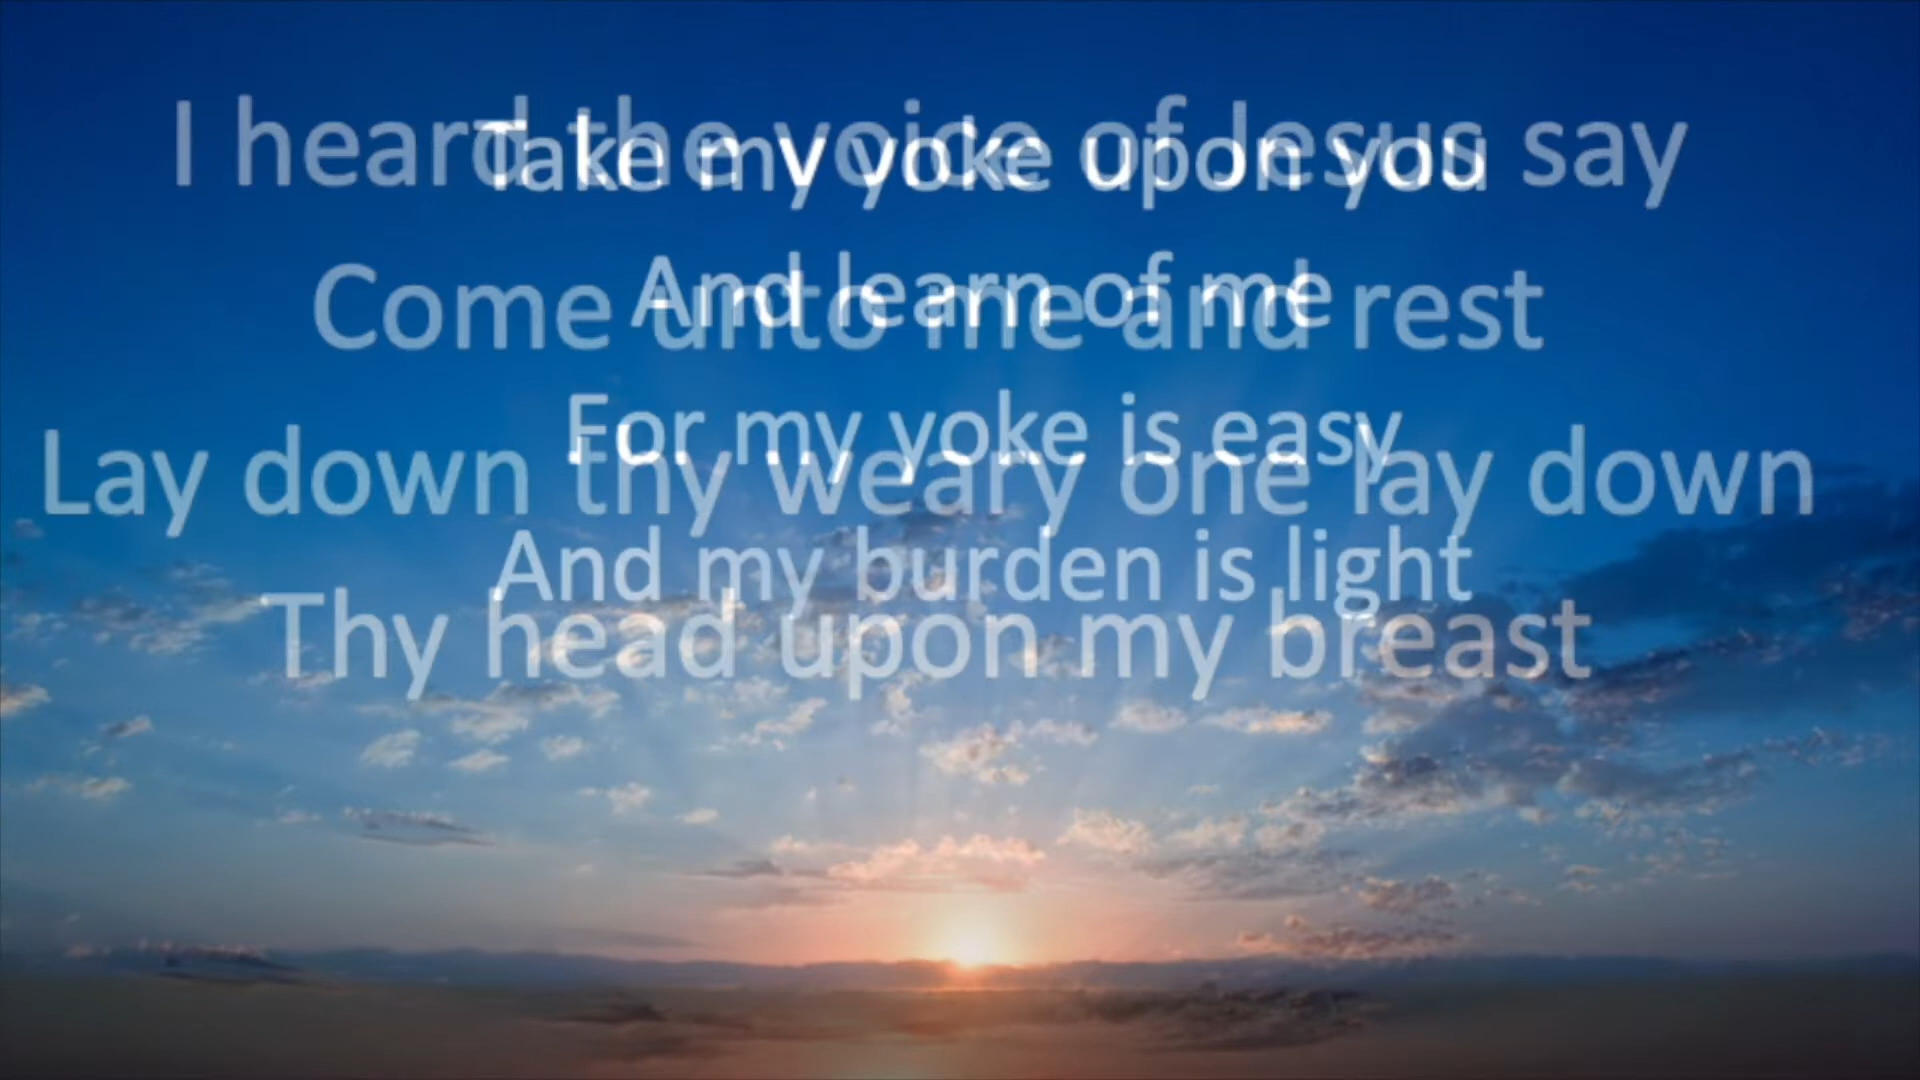 I heard the voice of Jesus say
Take my yoke upon you
Come unto me and rest
And learn of me
Lay down thy weary one lay down
For my yoke is easy
Thy head upon my breast
And my burden is light